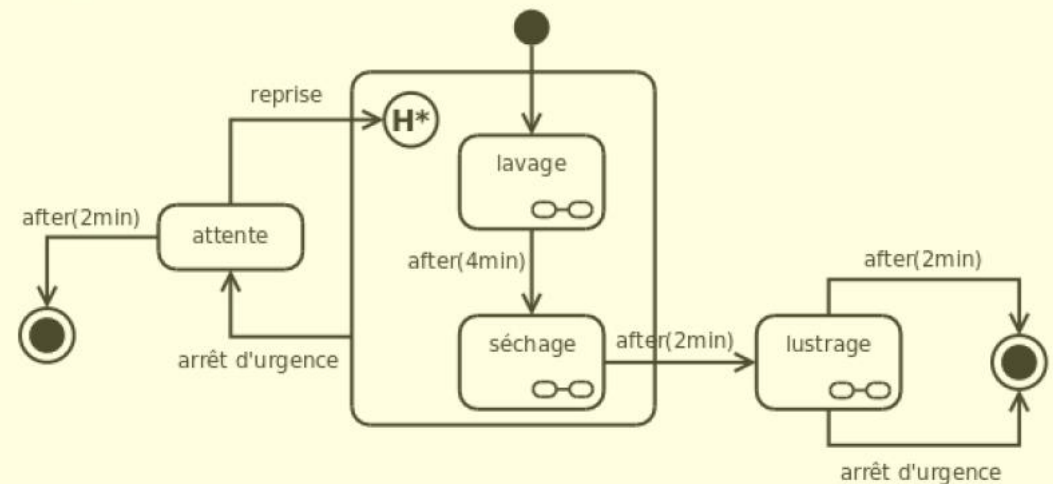 reprise
H*
lavage
after(2min)
attente
after(4min)
after(2min)
arrêt d'urgence
séchage
after(2min)
lustrage
arrêt d'urgence